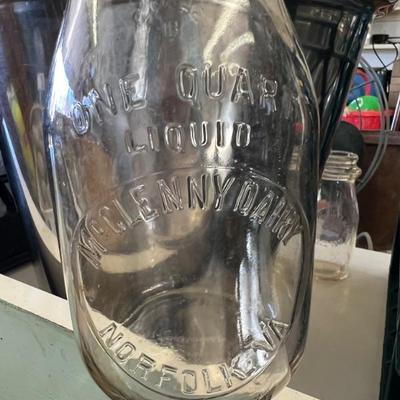 ONE QUART
LIQUID
McCLENNY DAIRY
NORFOLK, VA